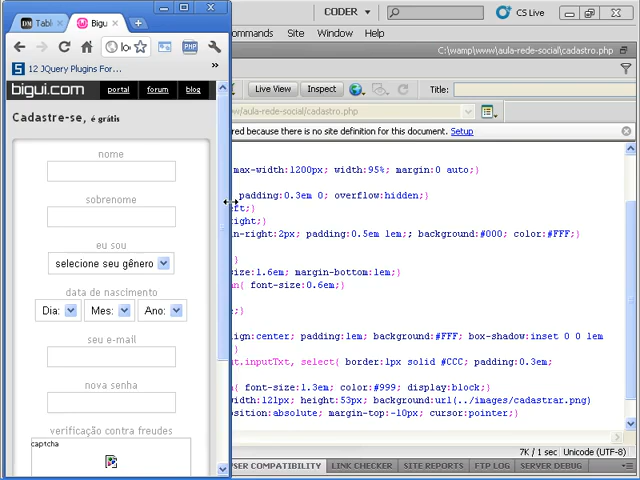 Table
Bigu
loc
12 JQuery Plugins For...
»
bigui.com portal forum blog
Cadastre-se, é grátis
nome
sobrenome
eu sou
selecione seu gênero
data de nascimento
Dia: Mes: Ano:
seu e-mail
nova senha
verificação contra freudes
captcha
CODER
CS Live
ommands Site Window Help
C:\wamp\www\aula-rede-social\cadastro.php
Live View Inspect Title:
w/aula-rede-social/cadastro.php
red because there is no site definition for this document. Setup
max-width:1200px; width:95%; margin:0 auto;}
padding:0.3em 0; overflow:hidden;}
eft;}
ight;}
in-right:2px; padding:0.5em 1em;; background:#000; color:#FFF;}
size:1.6em; margin-bottom:1em;}
an{ font-size:0.6em;}
e;}
lign:center; padding:1em; background:#FFF; box-shadow:inset 0 0 1em
t.inputTxt, select{ border:1px solid #CCC; padding:0.3em;
n{ font-size:1.3em; color:#999; display:block;}
width:121px; height:53px; background:url(../images/cadastrar.png)
osition:absolute; margin-top:-10px; cursor:pointer;}
7K / 1 sec Unicode (UTF-8)
WSER COMPATIBILITY LINK CHECKER SITE REPORTS FTP LOG SERVER DEBUG